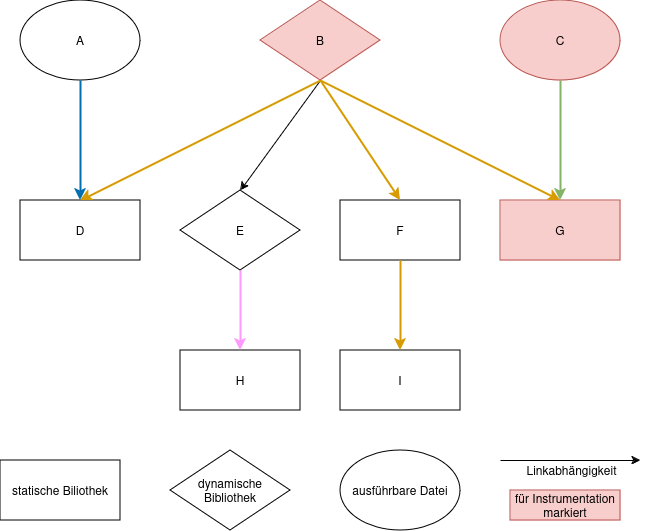 A
B
C
D
E
F
G
H
I
statische Biliothek
dynamische
Bibliothek
ausführbare Datei
Linkabhängigkeit
für Instrumentation
markiert